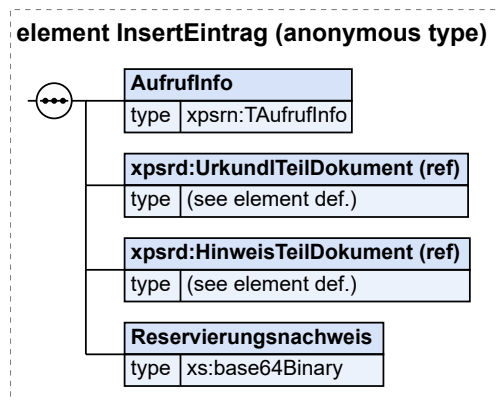 element InsertEintrag (anonymous type)
AufrufInfo
type xpsrn:TAufrufInfo
xpsrd:UrkundlTeilDokument (ref)
type (see element def.)
xpsrd:HinweisTeilDokument (ref)
type (see element def.)
Reservierungsnachweis
type xs:base64Binary